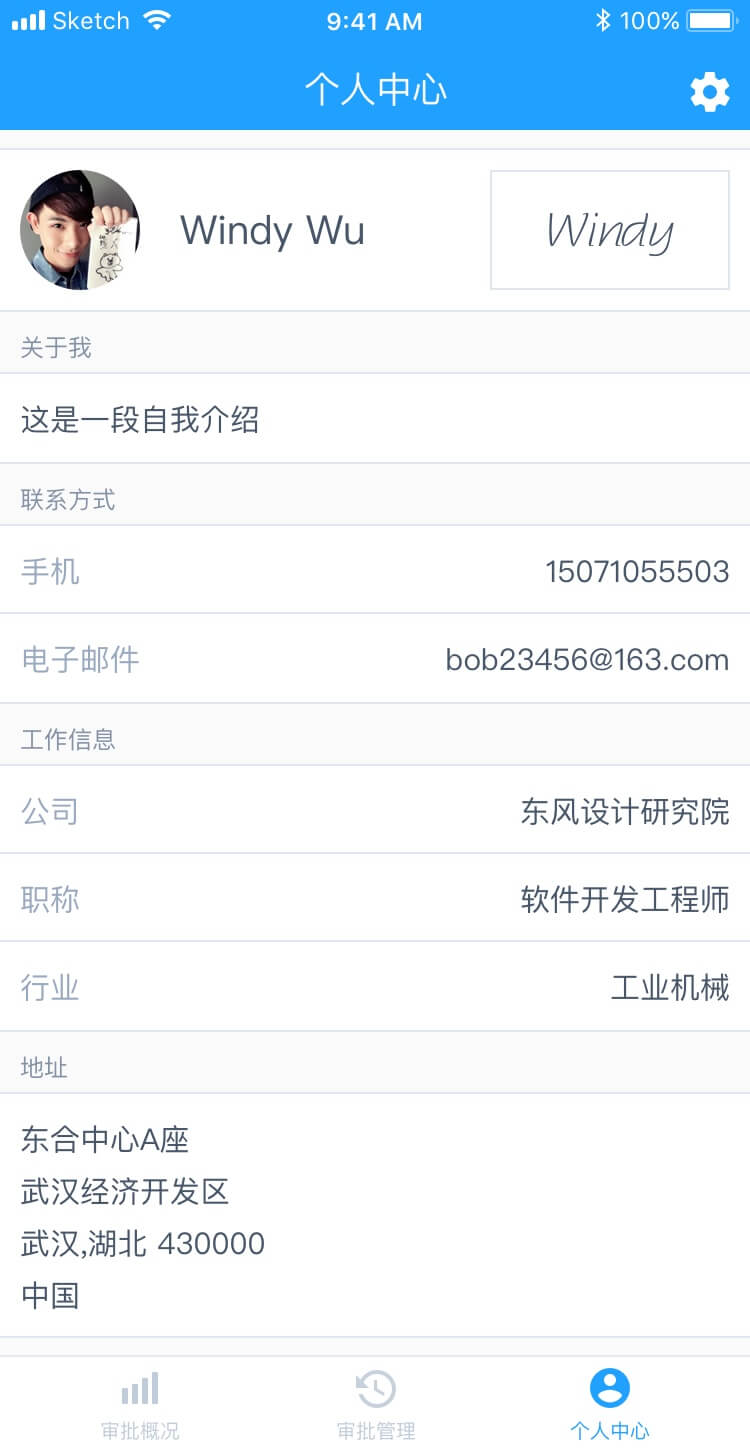 Sketch 9:41 AM 100%
个人中心
Windy Wu
Windy
关于我
这是一段自我介绍
联系方式
手机 15071055503
电子邮件 bob23456@163.com
工作信息
公司 东风设计研究院
职称 软件开发工程师
行业 工业机械
地址
东合中心A座
武汉经济开发区
武汉,湖北 430000
中国
审批概况 审批管理 个人中心